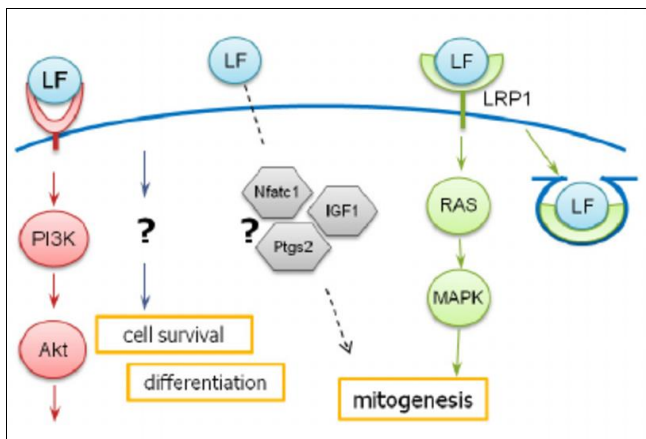 LF
LF
LF
LRP1
Nfatc1
IGF1
RAS
LF
PI3K
?
?
Ptgs2
MAPK
cell survival
Akt
differentiation
mitogenesis